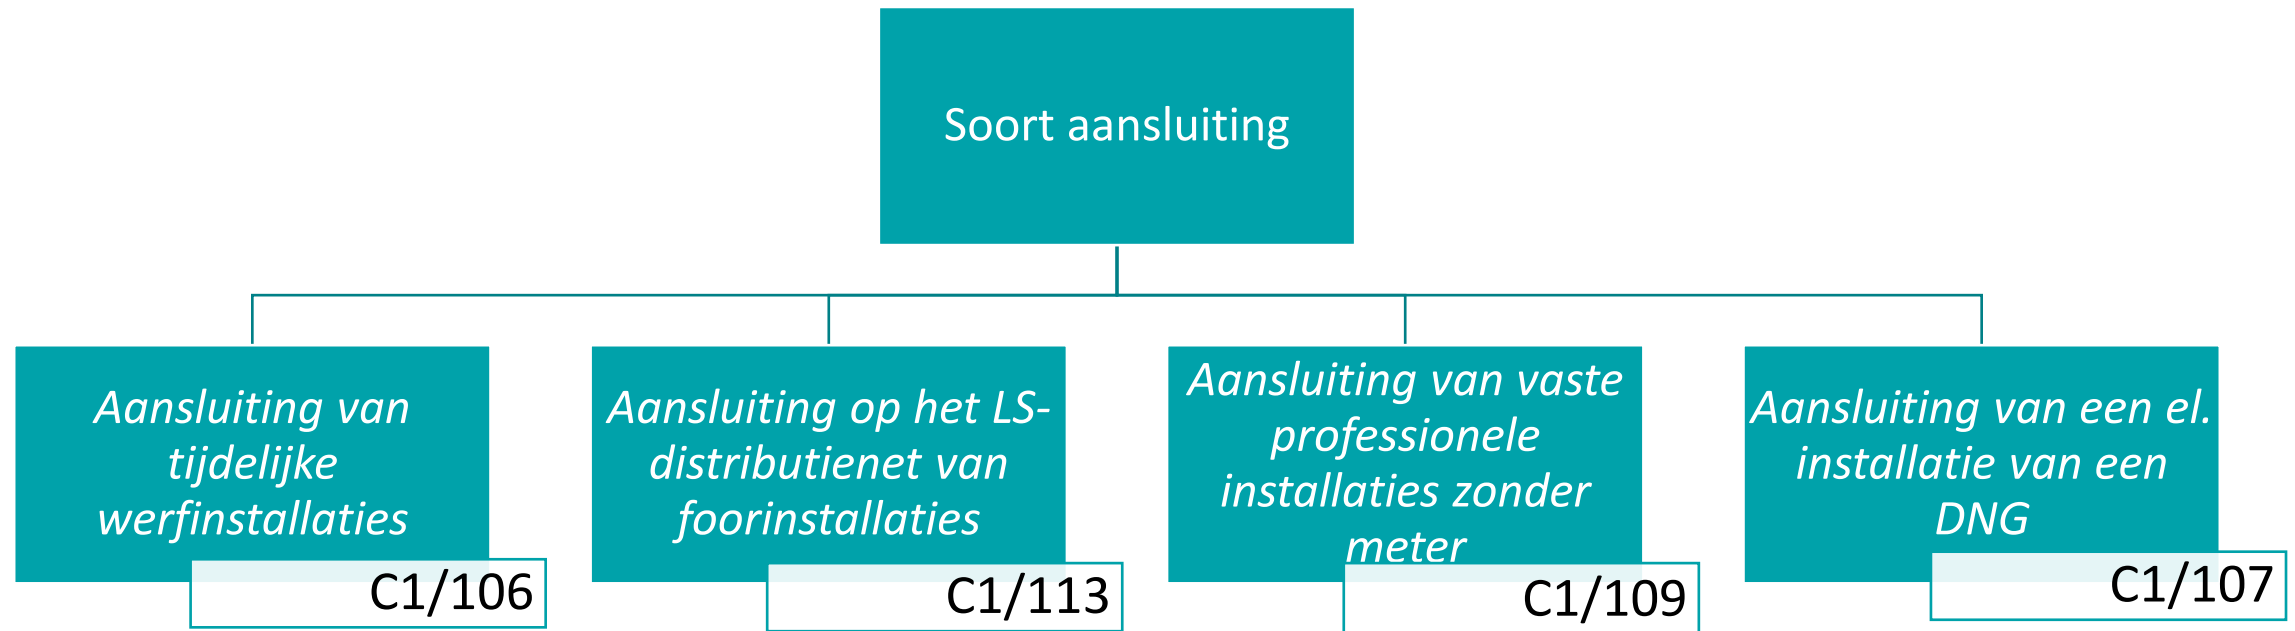 Soort aansluiting
Aansluiting van
tijdelijke
werfinstallaties
C1/106
Aansluiting op het LS-
distributienet van
foorinstallaties
C1/113
Aansluiting van vaste
professionele
installaties zonder
meter
C1/109
Aansluiting van een el.
installatie van een
DNG
C1/107